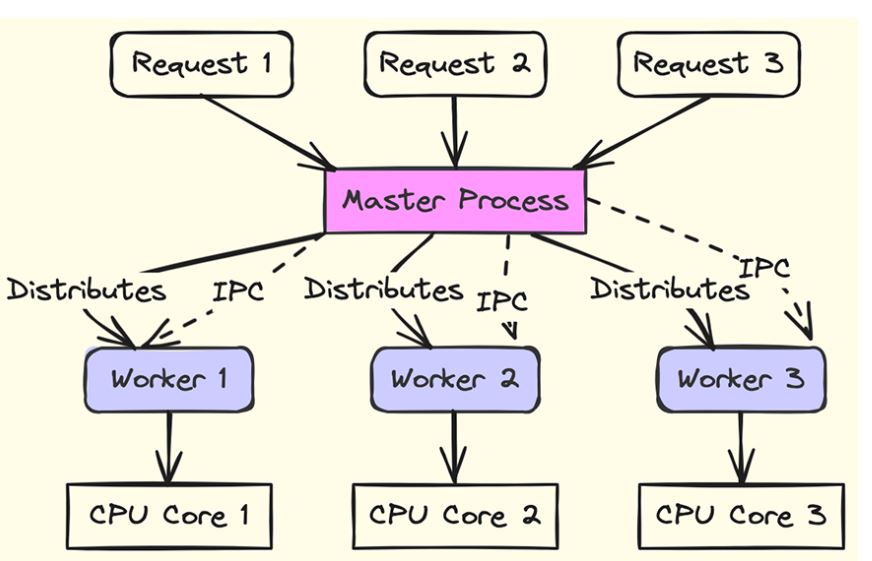 Request 1
Request 2
Request 3
Master Process
Distributes
IPC
Distributes
IPC
Distributes
IPC
Worker 1
Worker 2
Worker 3
CPU Core 1
CPU Core 2
CPU Core 3